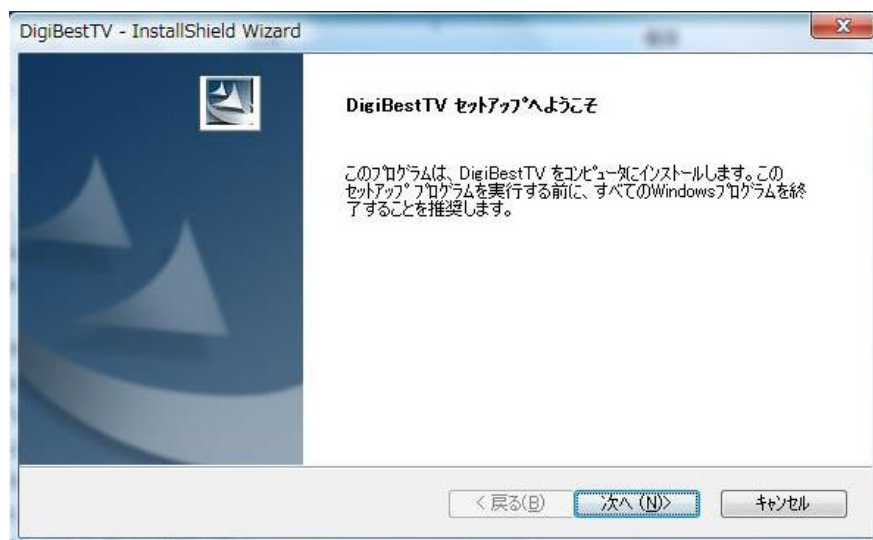 DigiBestTV - InstallShield Wizard
DigiBestTV ｾｯﾄｱｯﾌﾟへようこそ
このﾌﾟﾛｸﾞﾗﾑは、DigiBestTV をｺﾝﾋﾟｭｰﾀにｲﾝｽﾄｰﾙします。この
ｾｯﾄｱｯﾌﾟ ﾌﾟﾛｸﾞﾗﾑを実行する前に、すべてのWindowsﾌﾟﾛｸﾞﾗﾑを終
了することを推奨します。
< 戻る(B)
次へ (N)>
ｷｬﾝｾﾙ